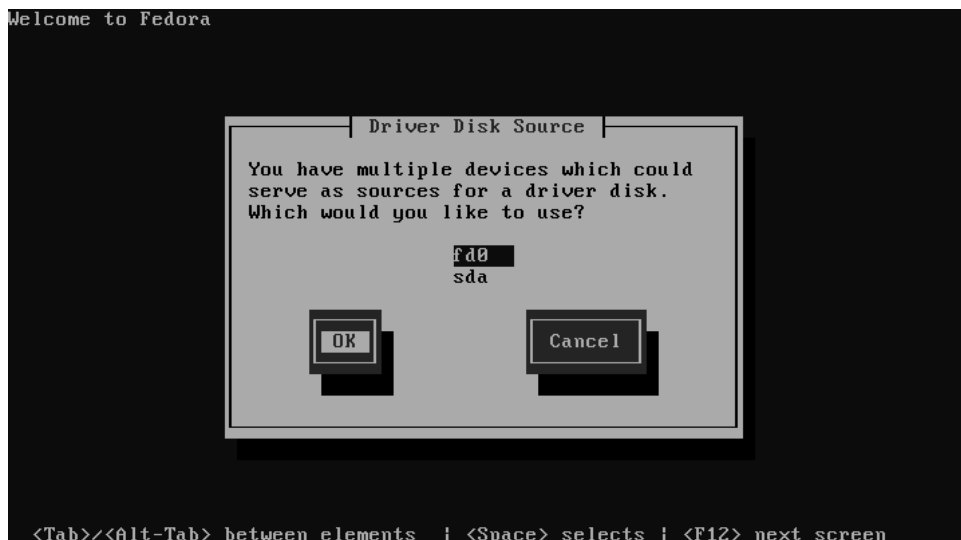 Welcome to Fedora
Driver Disk Source
You have multiple devices which could
serve as sources for a driver disk.
Which would you like to use?
fd0
sda
OK Cancel
<Tab>/<Alt-Tab> between elements | <Space> selects | <F12> next screen